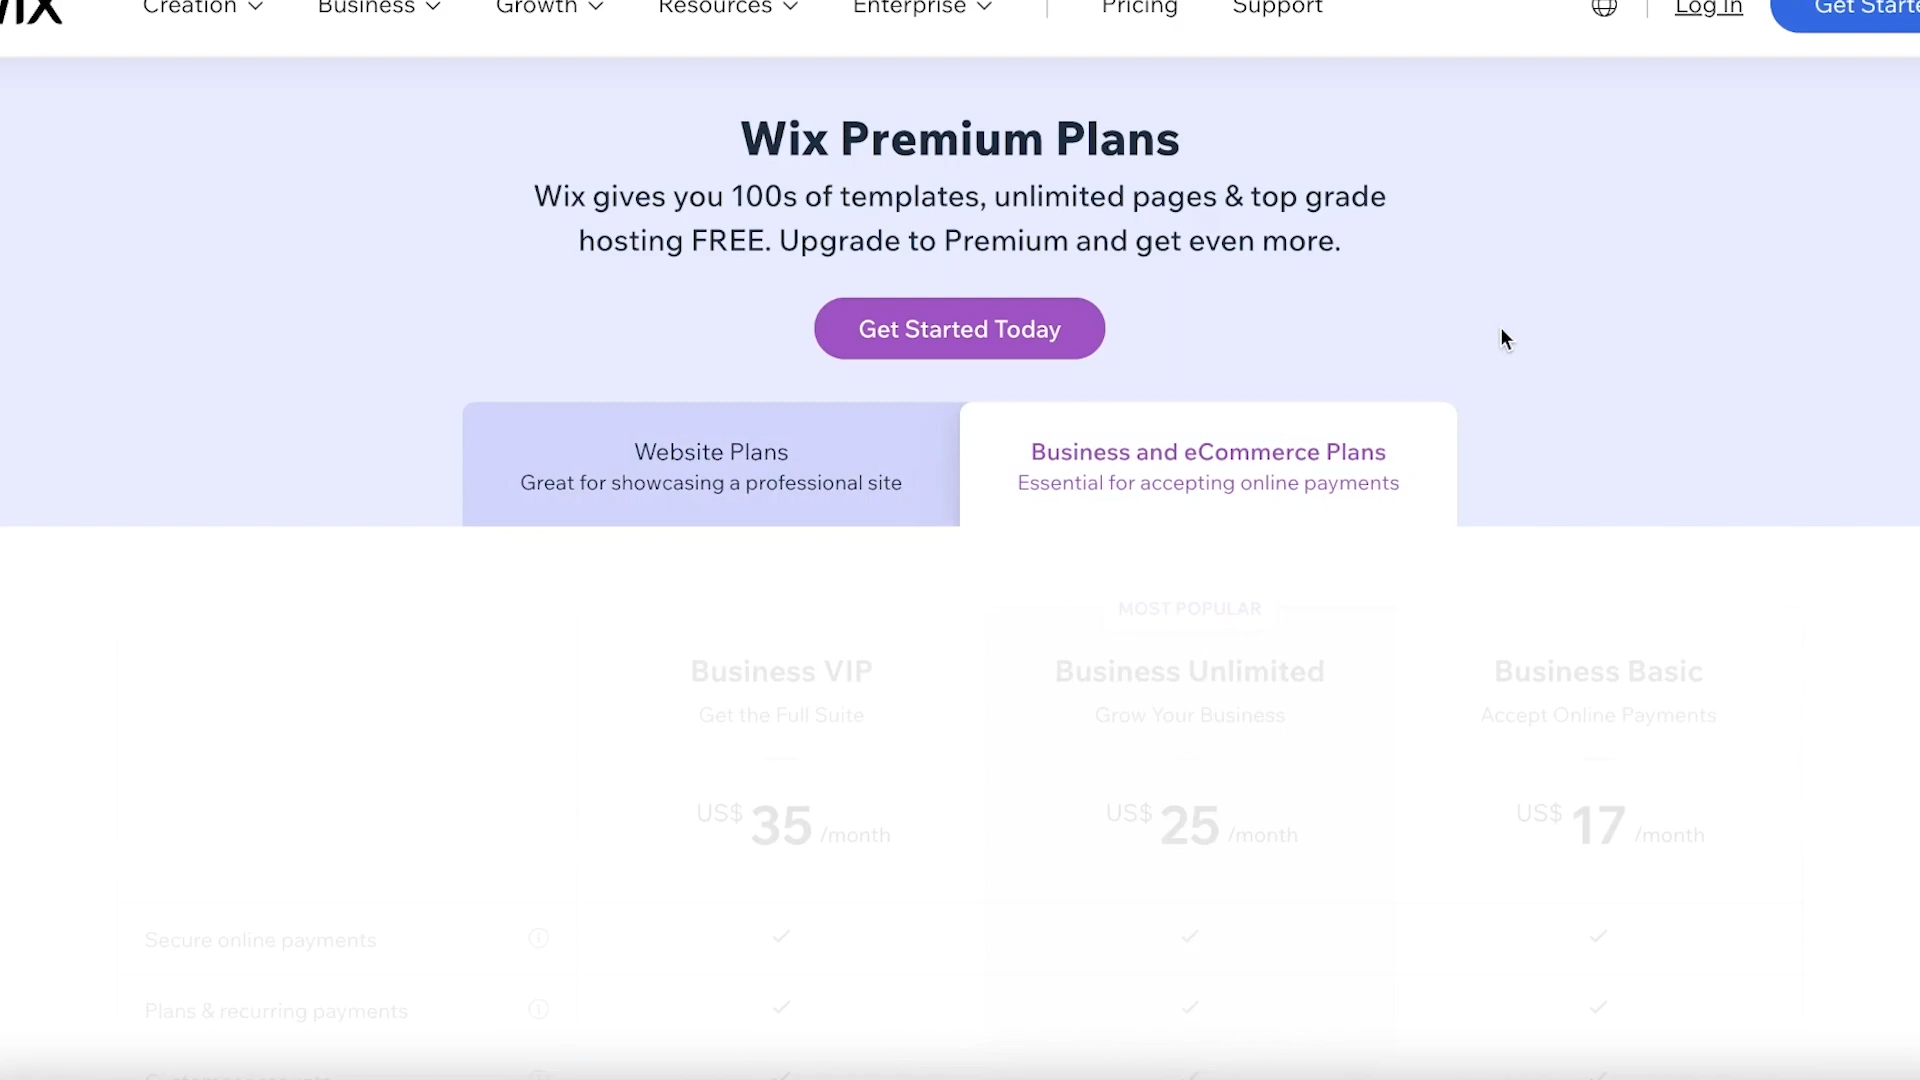 WIX
Creation
Business
Growth
Resources
Enterprise
Pricing
Support
Log In
Get Starte
Wix Premium Plans
Wix gives you 100s of templates, unlimited pages & top grade
hosting FREE. Upgrade to Premium and get even more.
Get Started Today
Website Plans
Great for showcasing a professional site
Business and eCommerce Plans
Essential for accepting online payments
MOST POPULAR
Business VIP
Business Unlimited
Business Basic
Get the Full Suite
Grow Your Business
Accept Online Payments
US$ 35 /month
US$ 25 /month
US$ 17 /month
Secure online payments
Plans & recurring payments